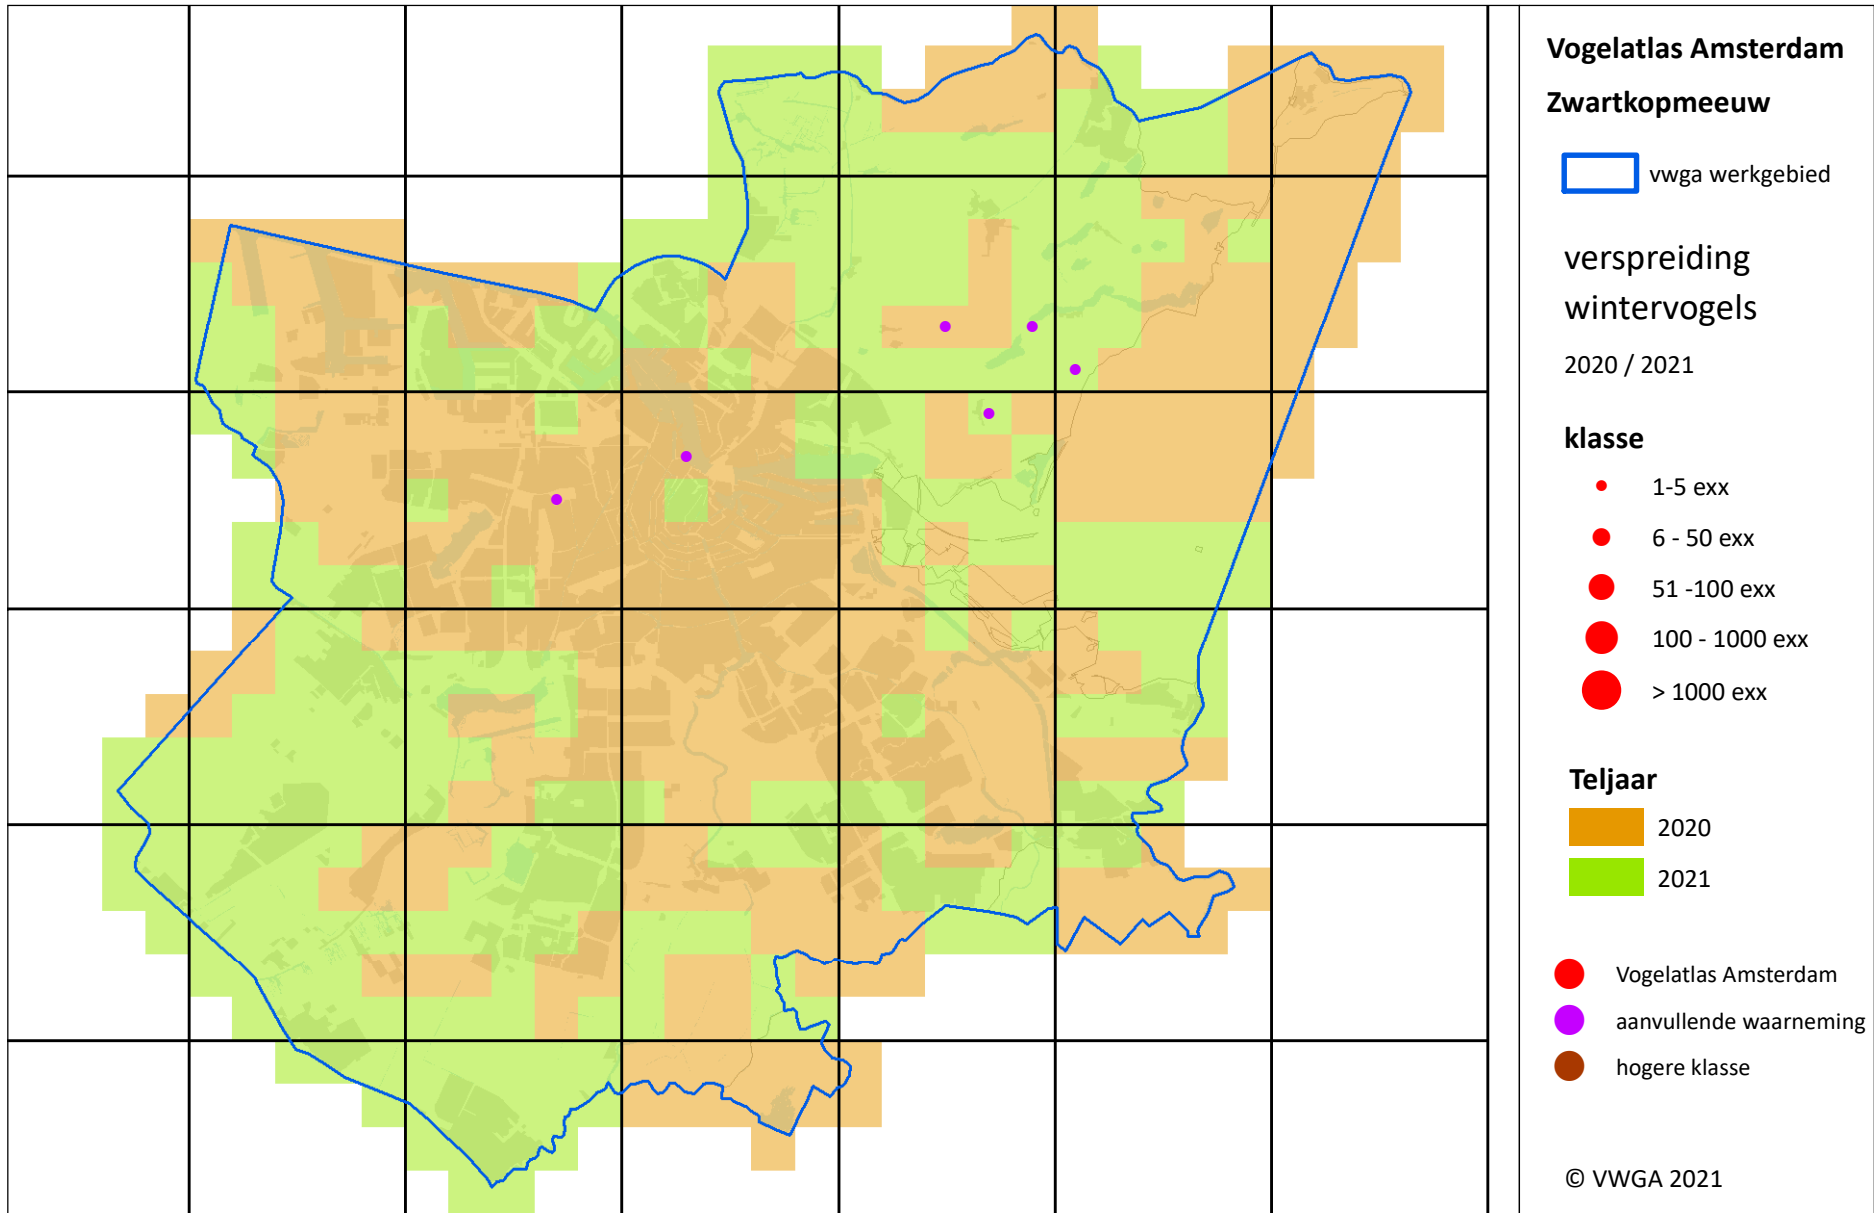 Vogelatlas Amsterdam
Zwartkopmeeuw
vwga werkgebied
verspreiding
wintervogels
2020 / 2021
klasse
1-5 exx
6 - 50 exx
51 -100 exx
100 - 1000 exx
> 1000 exx
Teljaar
2020
2021
Vogelatlas Amsterdam
aanvullende waarneming
hogere klasse
© VWGA 2021